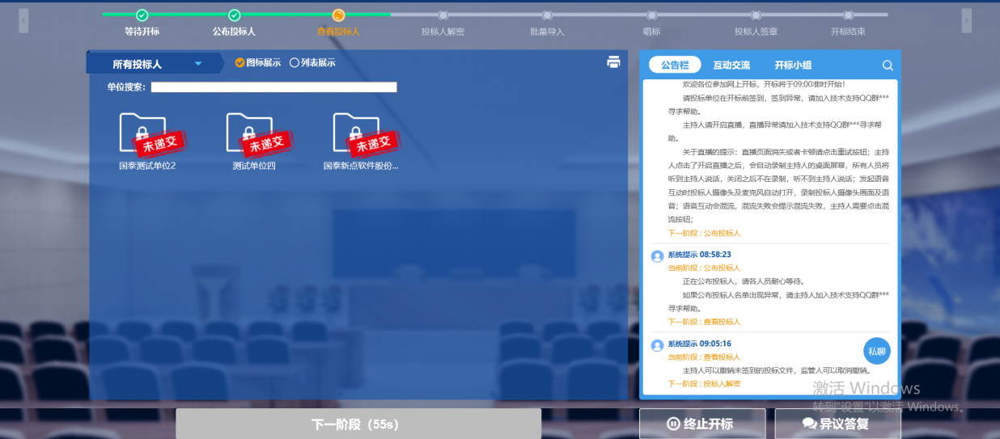 等待开标
公布投标人
查看投标人
投标人解密
批量导入
唱标
投标人签章
开标结束
所有投标人
图标展示
列表展示
单位搜索：
未递交
未递交
未递交
国泰测试单位2
测试单位四
国泰新点软件股份...
公告栏
互动交流
开标小组
欢迎各位参加网上开标，开标将于09:00准时开始！
请投标单位在开标前签到，签到异常，请加入技术支持QQ群***
寻求帮助。
主持人请开启直播，直播异常请加入技术支持QQ群***寻求帮
助。
关于直播的提示：直播页面消失或者卡顿请点击重试按钮；主持
人点击了开启直播之后，会自动录制主持人的桌面屏幕，所有人员将
听到主持人说话，关闭之后不在录制，听不到主持人说话；发起语音
互动时投标人摄像头及麦克风自动打开，录制投标人摄像头画面及语
音；语音互动会混流，混流失败会提示混流失败，主持人需要点击混
流按钮；
下一阶段：公布投标人
系统提示 08:58:23
当前阶段：公布投标人
正在公布投标人，请各人员耐心等待。
如果公布投标人名单出现异常，请主持人加入技术支持QQ群***
寻求帮助。
下一阶段：查看投标人
系统提示 09:05:16
当前阶段：查看投标人
主持人可以撤销未签到的投标文件，监管人可以取消撤销。
下一阶段：投标人解密
私聊
激活 Windows
转到"设置"以激活 Windows。
下一阶段（55s）
终止开标
异议答复